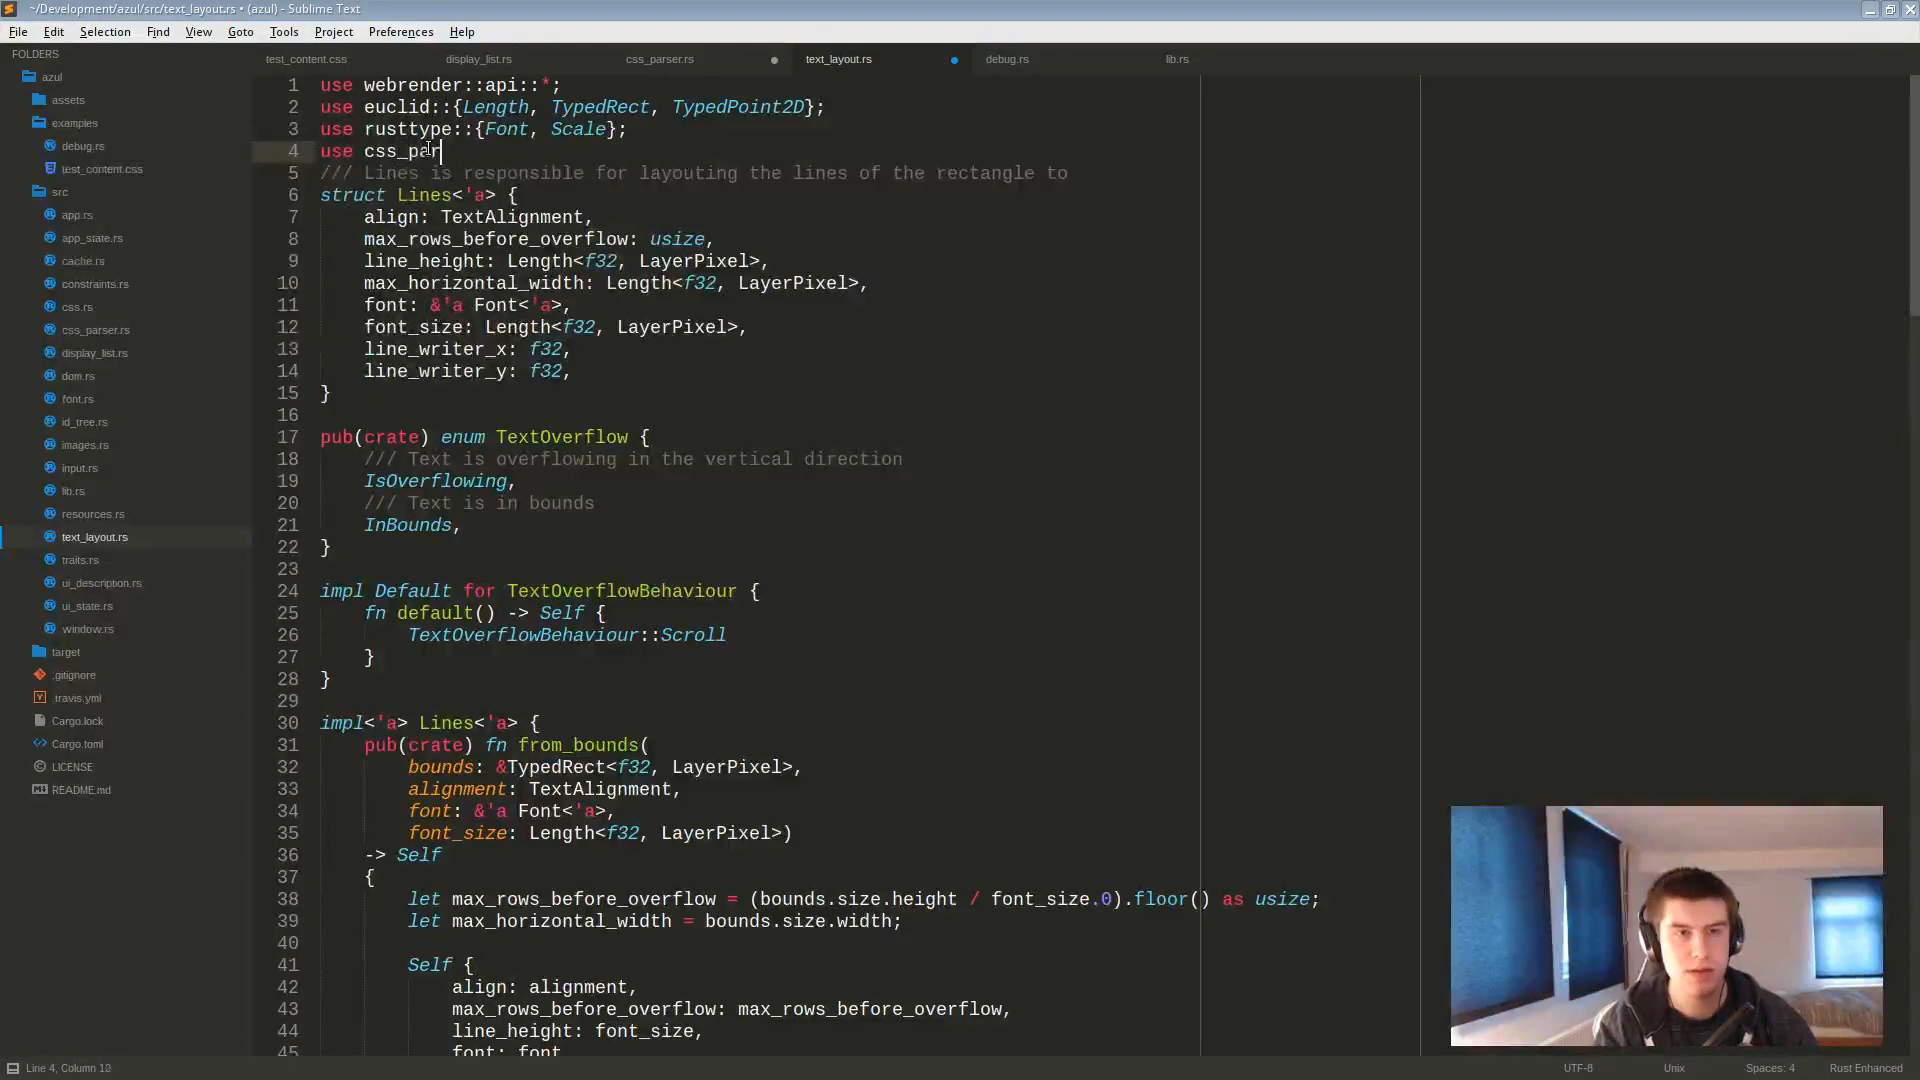 ~/Development/azul/src/text_layout.rs • (azul) - Sublime Text
File Edit Selection Find View Goto Tools Project Preferences Help
FOLDERS
azul
assets
examples
debug.rs
test_content.css
src
app.rs
app_state.rs
cache.rs
constraints.rs
css.rs
css_parser.rs
display_list.rs
dom.rs
font.rs
id_tree.rs
images.rs
input.rs
lib.rs
resources.rs
text_layout.rs
traits.rs
ui_description.rs
ui_state.rs
window.rs
target
.gitignore
.travis.yml
Cargo.lock
Cargo.toml
LICENSE
README.md
test_content.css display_list.rs css_parser.rs text_layout.rs debug.rs lib.rs
1 use webrender::api::*;
2 use euclid::{Length, TypedRect, TypedPoint2D};
3 use rusttype::{Font, Scale};
4 use css_par
5 /// Lines is responsible for layouting the lines of the rectangle to
6 struct Lines<'a> {
7 align: TextAlignment,
8 max_rows_before_overflow: usize,
9 line_height: Length<f32, LayerPixel>,
10 max_horizontal_width: Length<f32, LayerPixel>,
11 font: &'a Font<'a>,
12 font_size: Length<f32, LayerPixel>,
13 line_writer_x: f32,
14 line_writer_y: f32,
15 }
16
17 pub(crate) enum TextOverflow {
18 /// Text is overflowing in the vertical direction
19 IsOverflowing,
20 /// Text is in bounds
21 InBounds,
22 }
23
24 impl Default for TextOverflowBehaviour {
25 fn default() -> Self {
26 TextOverflowBehaviour::Scroll
27 }
28 }
29
30 impl<'a> Lines<'a> {
31 pub(crate) fn from_bounds(
32 bounds: &TypedRect<f32, LayerPixel>,
33 alignment: TextAlignment,
34 font: &'a Font<'a>,
35 font_size: Length<f32, LayerPixel>)
36 -> Self
37 {
38 let max_rows_before_overflow = (bounds.size.height / font_size.0).floor() as usize;
39 let max_horizontal_width = bounds.size.width;
40
41 Self {
42 align: alignment,
43 max_rows_before_overflow: max_rows_before_overflow,
44 line_height: font_size,
45 font: font,
Line 4, Column 12 UTF-8 Unix Spaces: 4 Rust Enhanced